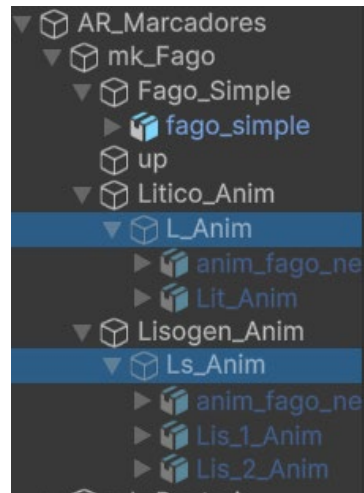 AR_Marcadores
mk_Fago
Fago_Simple
fago_simple
up
Litico_Anim
L_Anim
anim_fago_ne
Lit_Anim
Lisogen_Anim
Ls_Anim
anim_fago_ne
Lis_1_Anim
Lis_2_Anim